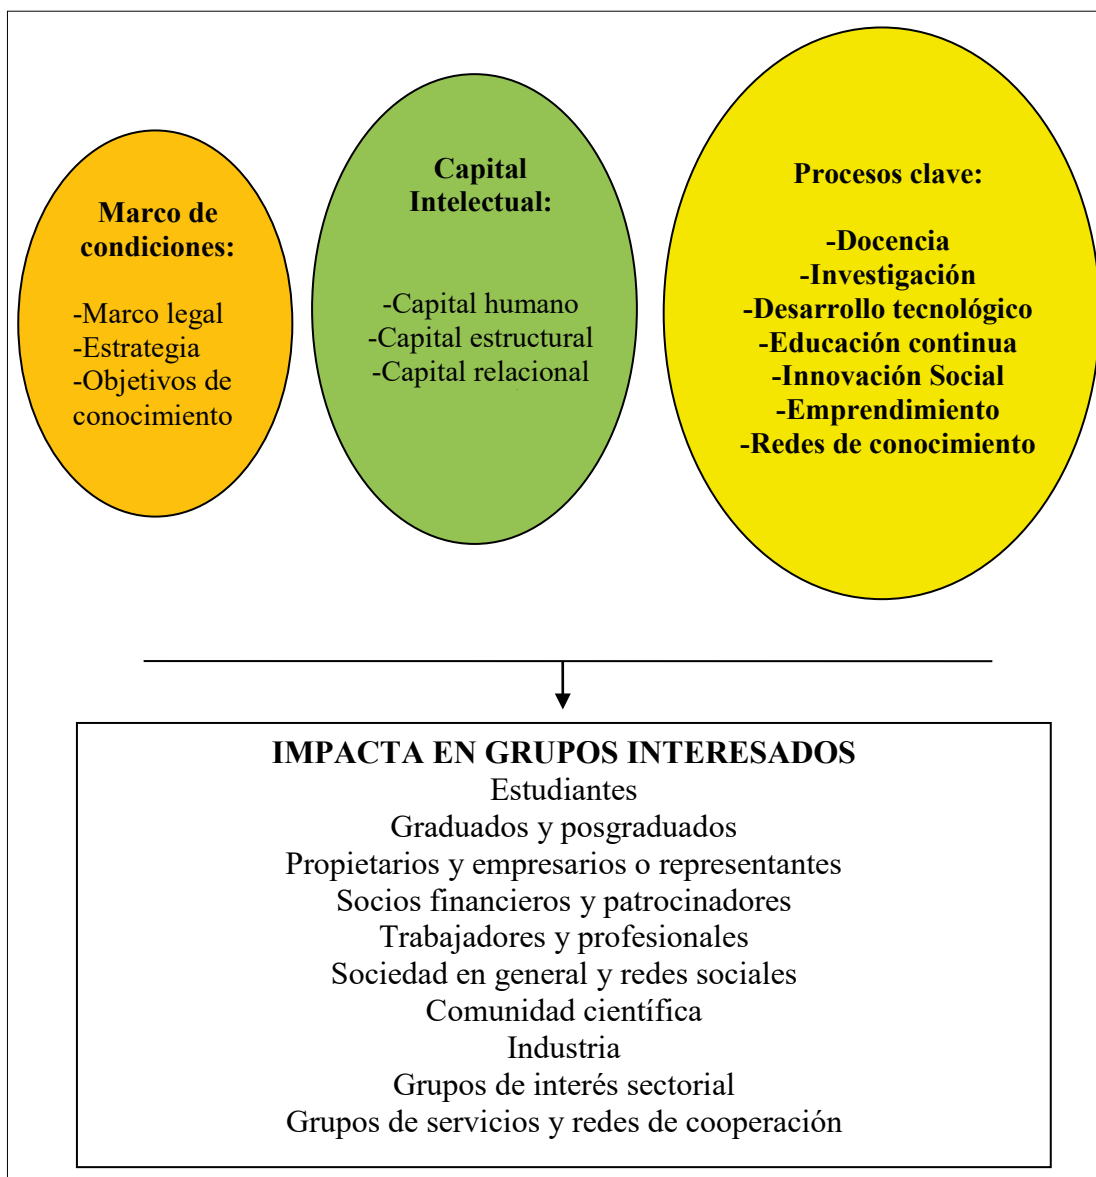 Marco de
condiciones:
-Marco legal
-Estrategia
-Objetivos de
conocimiento
Capital
Intelectual:
-Capital humano
-Capital estructural
-Capital relacional
Procesos clave:
-Docencia
-Investigación
-Desarrollo tecnológico
-Educación continua
-Innovación Social
-Emprendimiento
-Redes de conocimiento
IMPACTA EN GRUPOS INTERESADOS
Estudiantes
Graduados y posgraduados
Propietarios y empresarios o representantes
Socios financieros y patrocinadores
Trabajadores y profesionales
Sociedad en general y redes sociales
Comunidad científica
Industria
Grupos de interés sectorial
Grupos de servicios y redes de cooperación